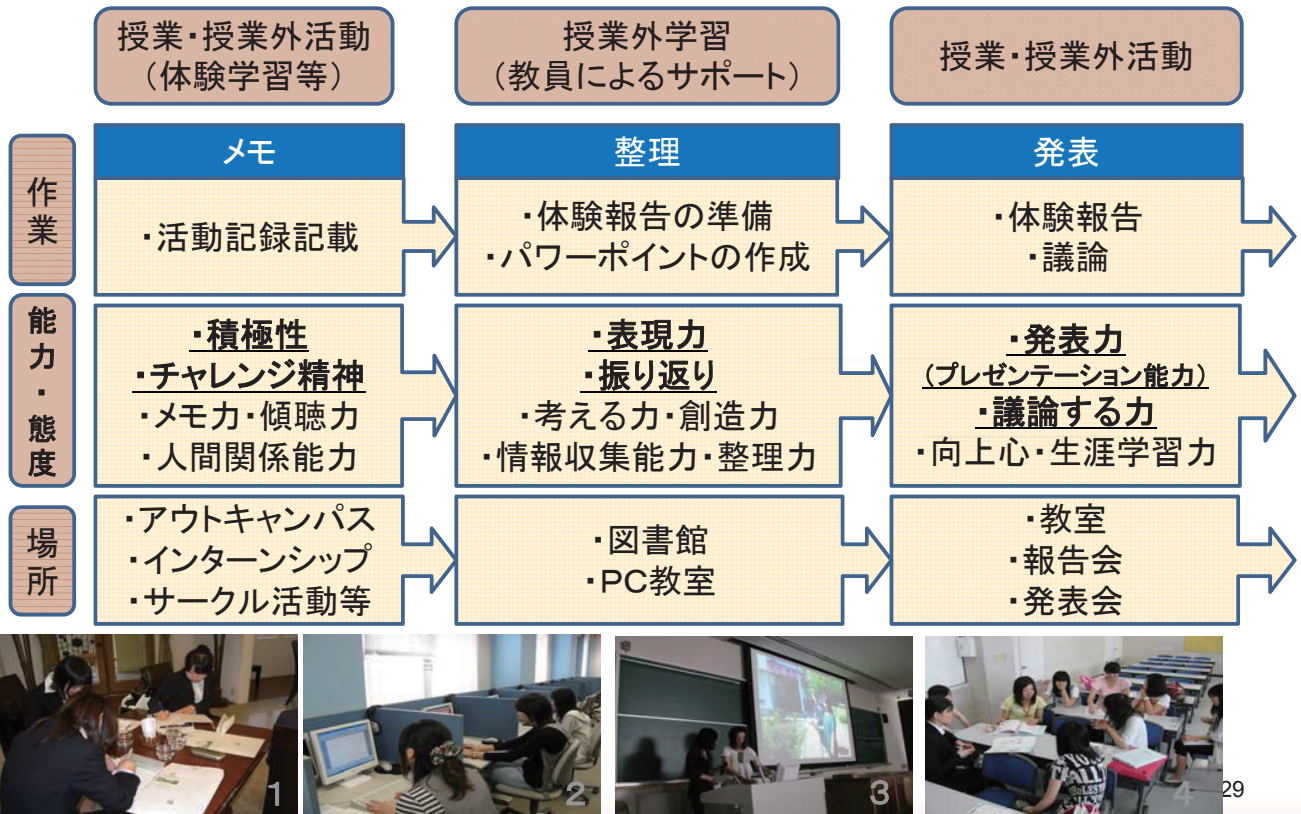 授業・授業外活動
（体験学習等）
授業外学習
（教員によるサポート）
授業・授業外活動
作業
メモ
・活動記録記載
整理
・体験報告の準備
・パワーポイントの作成
発表
・体験報告
・議論
能力・態度
・積極性
・チャレンジ精神
・メモ力・傾聴力
・人間関係能力
・表現力
・振り返り
・考える力・創造力
・情報収集能力・整理力
・発表力
（プレゼンテーション能力）
・議論する力
・向上心・生涯学習力
場所
・アウトキャンパス
・インターンシップ
・サークル活動等
・図書館
・PC教室
・教室
・報告会
・発表会
1
2
3
4
29